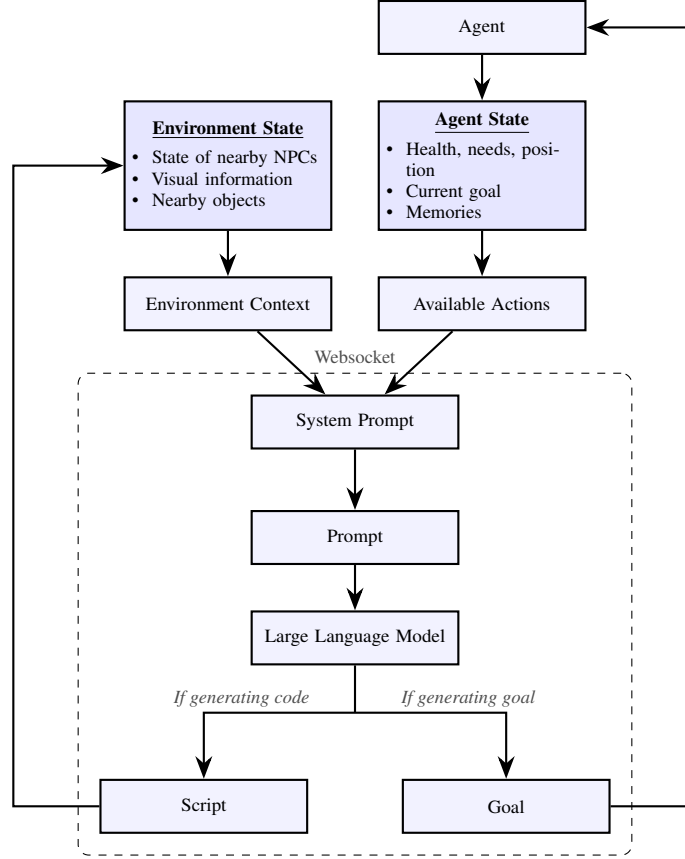 Agent
Environment State
• State of nearby NPCs
• Visual information
• Nearby objects
Agent State
• Health, needs, posi-
tion
• Current goal
• Memories
Environment Context
Available Actions
Websocket
System Prompt
Prompt
Large Language Model
If generating code
If generating goal
Script
Goal